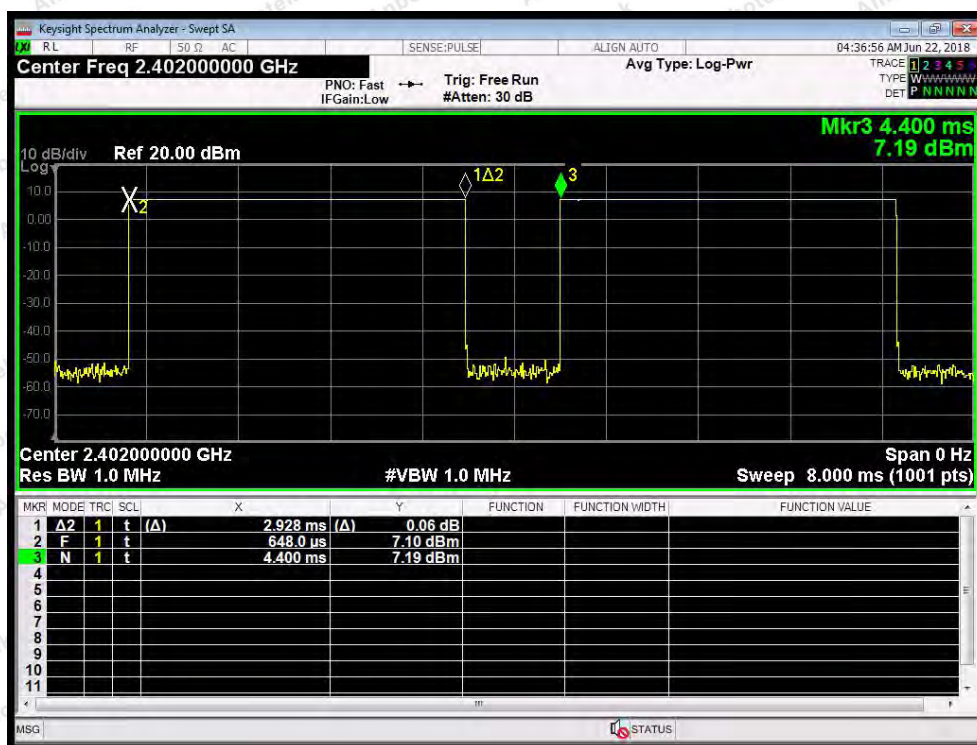 Keysight Spectrum Analyzer - Swept SA
LXI RL RF 50 Ω AC SENSE:PULSE ALIGN AUTO 04:36:56 AM Jun 22, 2018
Center Freq 2.402000000 GHz
Avg Type: Log-Pwr
TRACE 1 2 3 4 5
TYPE WWWWWW
DET P N N N N N
PNO: Fast
IFGain:Low
Trig: Free Run
#Atten: 30 dB
Mkr3 4.400 ms
7.19 dBm
10 dB/div Ref 20.00 dBm
Log
10.0
0.00
-10.0
-20.0
-30.0
-40.0
-50.0
-60.0
-70.0
X2
1Δ2
3
Center 2.402000000 GHz Span 0 Hz
Res BW 1.0 MHz #VBW 1.0 MHz Sweep 8.000 ms (1001 pts)
MKR MODE TRC SCL X Y FUNCTION FUNCTION WIDTH FUNCTION VALUE
1 Δ2 1 t (Δ) 2.928 ms (Δ) 0.06 dB
2 F 1 t 648.0 µs 7.10 dBm
3 N 1 t 4.400 ms 7.19 dBm
4
5
6
7
8
9
10
11
MSG STATUS